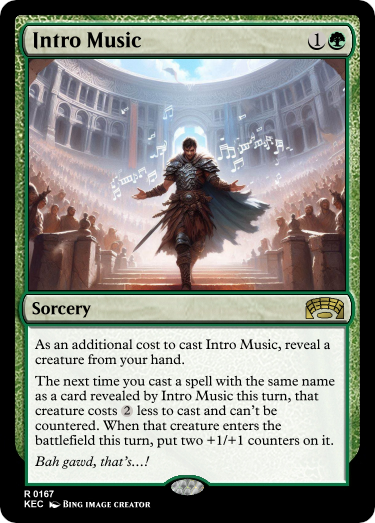 Intro Music 1
Sorcery
As an additional cost to cast Intro Music, reveal a
creature from your hand.
The next time you cast a spell with the same name
as a card revealed by Intro Music this turn, that
creature costs 2 less to cast and can't be
countered. When that creature enters the
battlefield this turn, put two +1/+1 counters on it.
Bah gawd, that's...!
R 0167
KEC BING IMAGE CREATOR